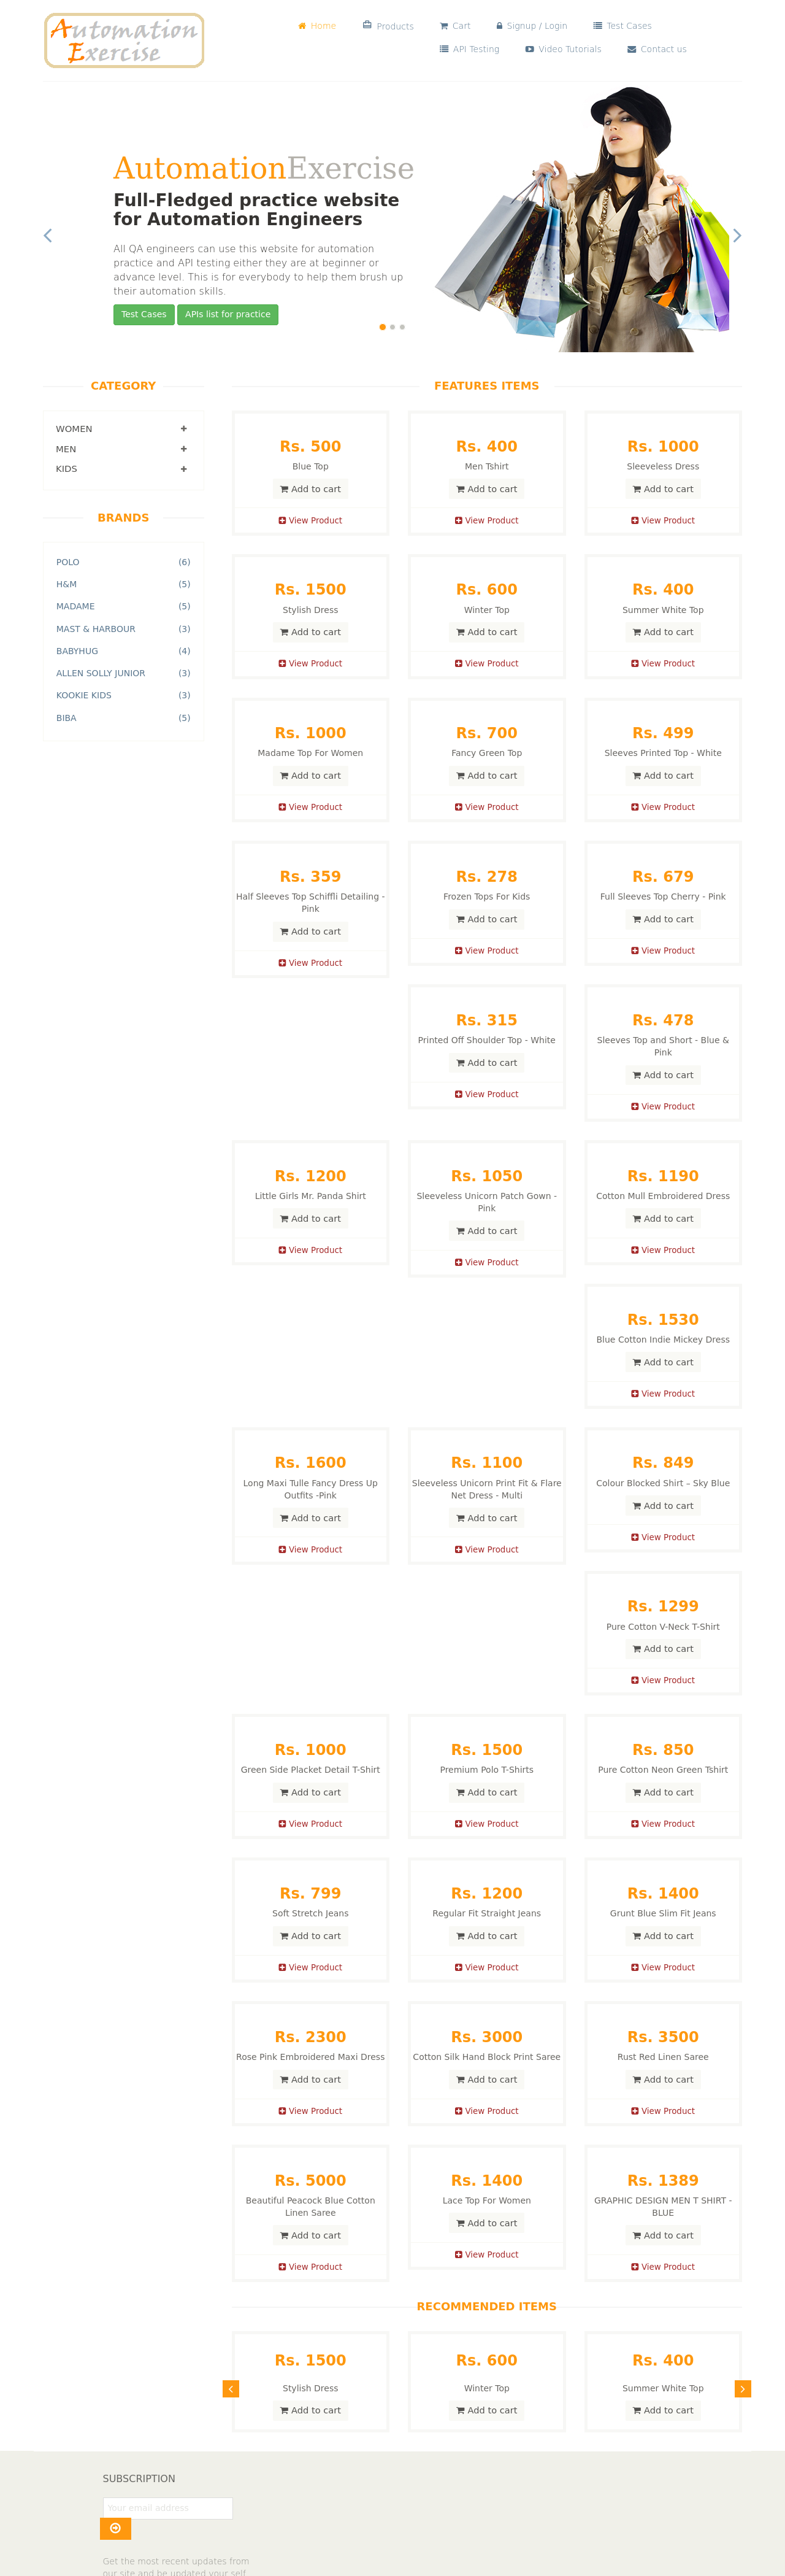 Automation
Exercise
Home
Products
Cart
Signup / Login
Test Cases
API Testing
Video Tutorials
Contact us
AutomationExercise
Full-Fledged practice website
for Automation Engineers
All QA engineers can use this website for automation
practice and API testing either they are at beginner or
advance level. This is for everybody to help them brush up
their automation skills.
Test Cases
APIs list for practice
CATEGORY
WOMEN
MEN
KIDS
BRANDS
POLO (6)
H&M (5)
MADAME (5)
MAST & HARBOUR (3)
BABYHUG (4)
ALLEN SOLLY JUNIOR (3)
KOOKIE KIDS (3)
BIBA (5)
FEATURES ITEMS
Rs. 500
Blue Top
Add to cart
View Product
Rs. 400
Men Tshirt
Add to cart
View Product
Rs. 1000
Sleeveless Dress
Add to cart
View Product
Rs. 1500
Stylish Dress
Add to cart
View Product
Rs. 600
Winter Top
Add to cart
View Product
Rs. 400
Summer White Top
Add to cart
View Product
Rs. 1000
Madame Top For Women
Add to cart
View Product
Rs. 700
Fancy Green Top
Add to cart
View Product
Rs. 499
Sleeves Printed Top - White
Add to cart
View Product
Rs. 359
Half Sleeves Top Schiffli Detailing -
Pink
Add to cart
View Product
Rs. 278
Frozen Tops For Kids
Add to cart
View Product
Rs. 679
Full Sleeves Top Cherry - Pink
Add to cart
View Product
Rs. 315
Printed Off Shoulder Top - White
Add to cart
View Product
Rs. 478
Sleeves Top and Short - Blue &
Pink
Add to cart
View Product
Rs. 1200
Little Girls Mr. Panda Shirt
Add to cart
View Product
Rs. 1050
Sleeveless Unicorn Patch Gown -
Pink
Add to cart
View Product
Rs. 1190
Cotton Mull Embroidered Dress
Add to cart
View Product
Rs. 1530
Blue Cotton Indie Mickey Dress
Add to cart
View Product
Rs. 1600
Long Maxi Tulle Fancy Dress Up
Outfits -Pink
Add to cart
View Product
Rs. 1100
Sleeveless Unicorn Print Fit & Flare
Net Dress - Multi
Add to cart
View Product
Rs. 849
Colour Blocked Shirt – Sky Blue
Add to cart
View Product
Rs. 1299
Pure Cotton V-Neck T-Shirt
Add to cart
View Product
Rs. 1000
Green Side Placket Detail T-Shirt
Add to cart
View Product
Rs. 1500
Premium Polo T-Shirts
Add to cart
View Product
Rs. 850
Pure Cotton Neon Green Tshirt
Add to cart
View Product
Rs. 799
Soft Stretch Jeans
Add to cart
View Product
Rs. 1200
Regular Fit Straight Jeans
Add to cart
View Product
Rs. 1400
Grunt Blue Slim Fit Jeans
Add to cart
View Product
Rs. 2300
Rose Pink Embroidered Maxi Dress
Add to cart
View Product
Rs. 3000
Cotton Silk Hand Block Print Saree
Add to cart
View Product
Rs. 3500
Rust Red Linen Saree
Add to cart
View Product
Rs. 5000
Beautiful Peacock Blue Cotton
Linen Saree
Add to cart
View Product
Rs. 1400
Lace Top For Women
Add to cart
View Product
Rs. 1389
GRAPHIC DESIGN MEN T SHIRT -
BLUE
Add to cart
View Product
RECOMMENDED ITEMS
Rs. 1500
Stylish Dress
Add to cart
Rs. 600
Winter Top
Add to cart
Rs. 400
Summer White Top
Add to cart
SUBSCRIPTION
Your email address
Get the most recent updates from
our site and be updated your self